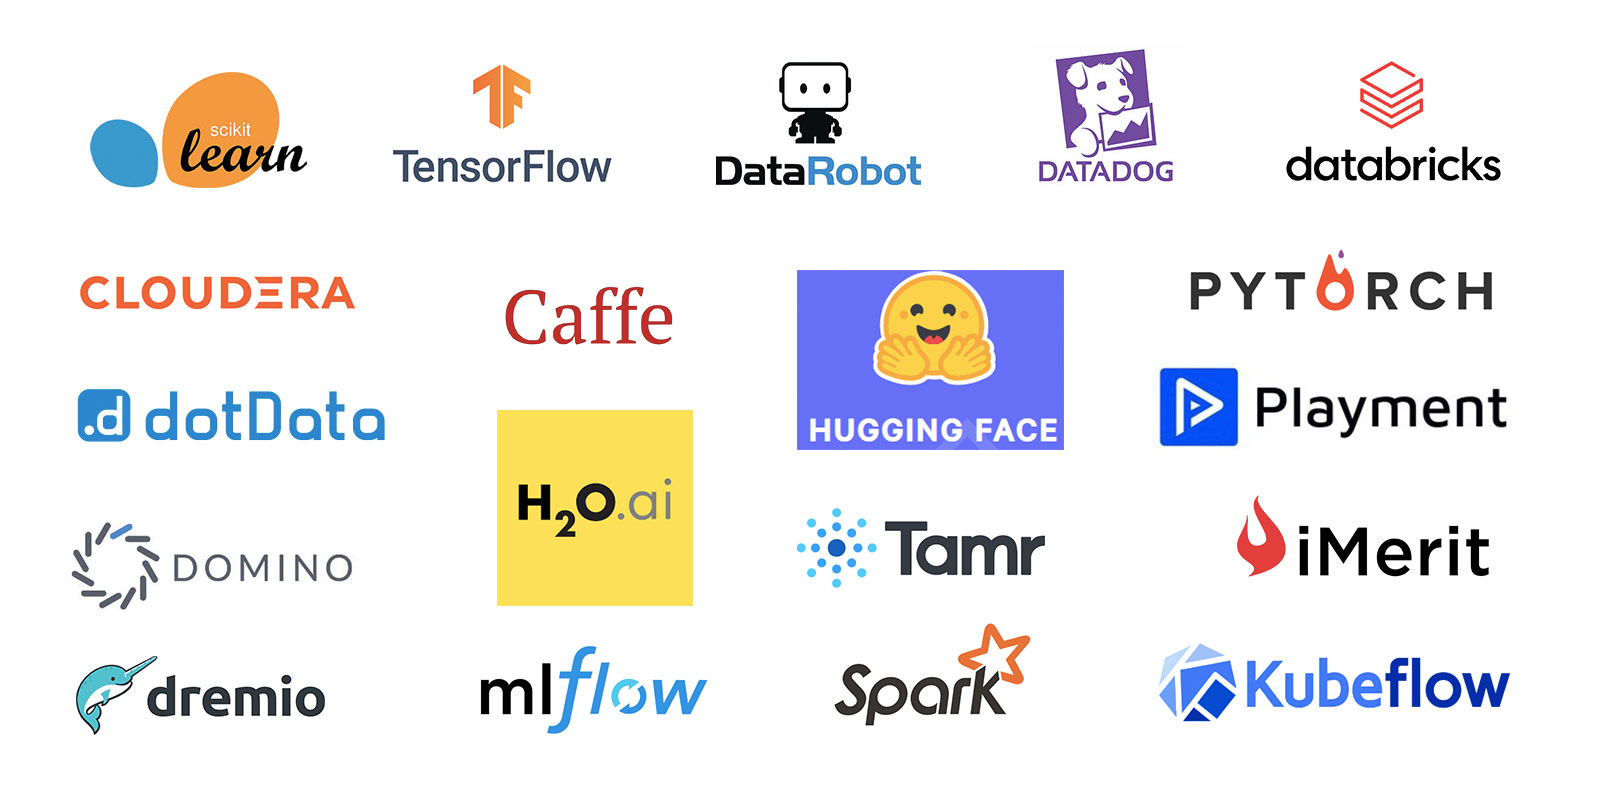 scikit
learn
TensorFlow
DataRobot
DATADOG
databricks
CLOUDERA
Caffe
HUGGING FACE
PYTORCH
.d dotData
H2O.ai
Playment
DOMINO
Tamr
iMerit
dremio
mlflow
Spark
Kubeflow